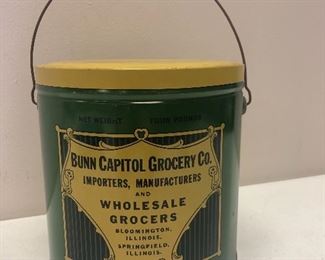 NET WEIGHT FOUR POUNDS
BUNN CAPITOL GROCERY CO.
IMPORTERS, MANUFACTURERS
AND
WHOLESALE
GROCERS
BLOOMINGTON,
ILLINOIS.
SPRINGFIELD,
ILLINOIS.